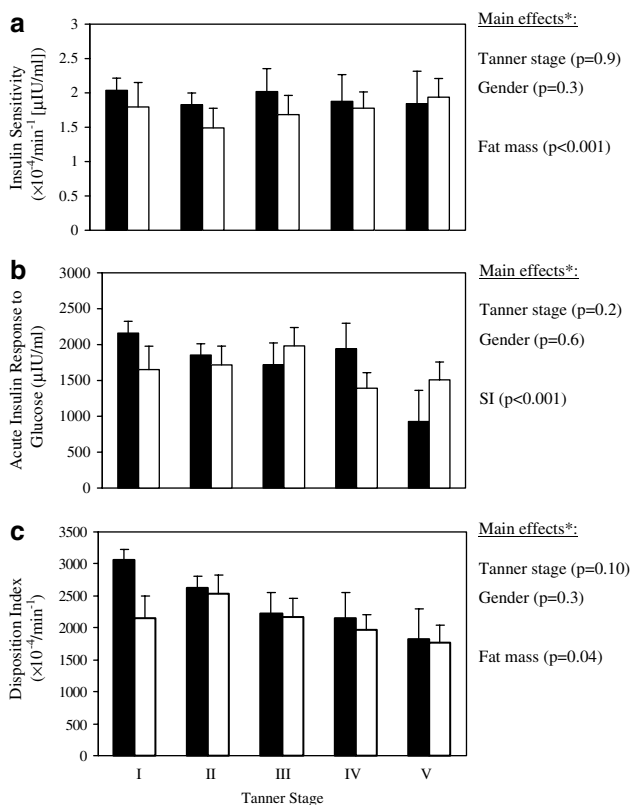 a
Insulin Sensitivity
(×10⁻⁴/min⁻¹ [μIU/ml])
3
2.5
2
1.5
1
0.5
0
Main effects*:
Tanner stage (p=0.9)
Gender (p=0.3)
Fat mass (p<0.001)
b
Acute Insulin Response to
Glucose (μIU/ml)
3000
2500
2000
1500
1000
500
0
Main effects*:
Tanner stage (p=0.2)
Gender (p=0.6)
SI (p<0.001)
c
Disposition Index
(×10⁻⁴/min⁻¹)
3500
3000
2500
2000
1500
1000
500
0
Main effects*:
Tanner stage (p=0.10)
Gender (p=0.3)
Fat mass (p=0.04)
I II III IV V
Tanner Stage